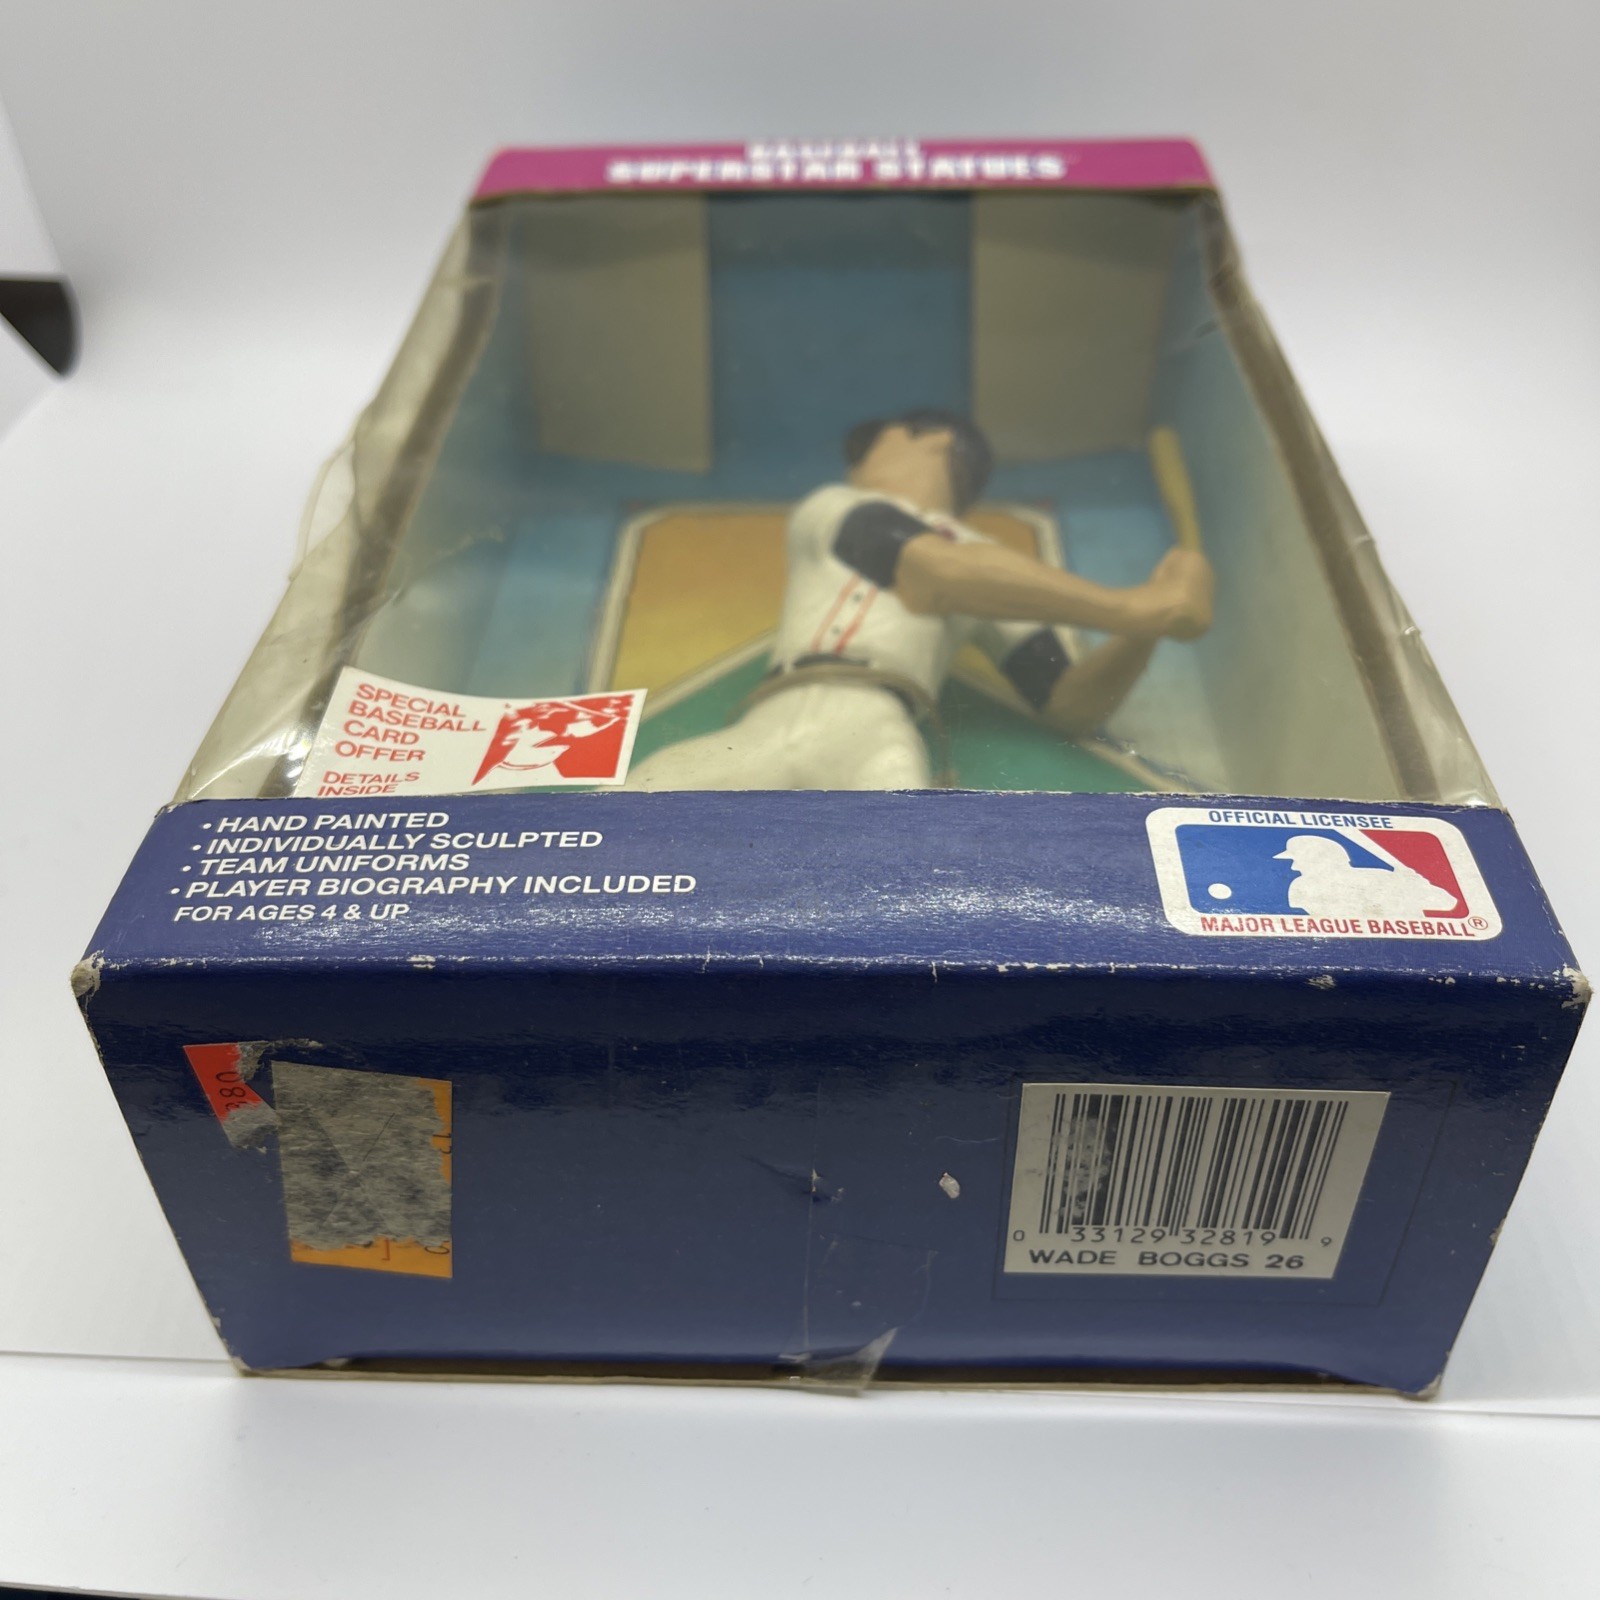 BASEBALL
SUPERSTAR STATUES
SPECIAL
BASEBALL
CARD
OFFER
DETAILS
INSIDE
• HAND PAINTED
• INDIVIDUALLY SCULPTED
• TEAM UNIFORMS
• PLAYER BIOGRAPHY INCLUDED
FOR AGES 4 & UP
OFFICIAL LICENSEE
MAJOR LEAGUE BASEBALL®
0 33129 32819 9
WADE BOGGS 26